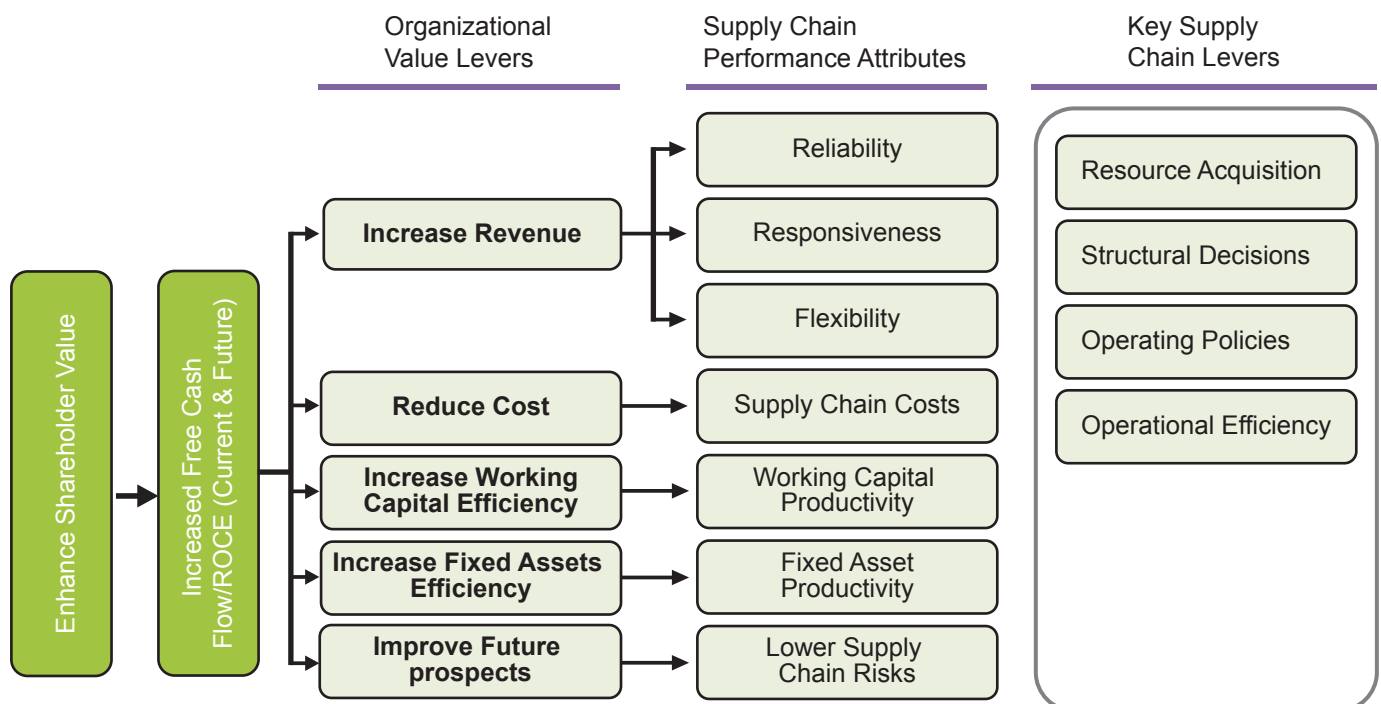 Organizational
Value Levers
Supply Chain
Performance Attributes
Key Supply
Chain Levers
Enhance Shareholder Value
Increased Free Cash
Flow/ROCE (Current & Future)
Increase Revenue
Reduce Cost
Increase Working
Capital Efficiency
Increase Fixed Assets
Efficiency
Improve Future
prospects
Reliability
Responsiveness
Flexibility
Supply Chain Costs
Working Capital
Productivity
Fixed Asset
Productivity
Lower Supply
Chain Risks
Resource Acquisition
Structural Decisions
Operating Policies
Operational Efficiency